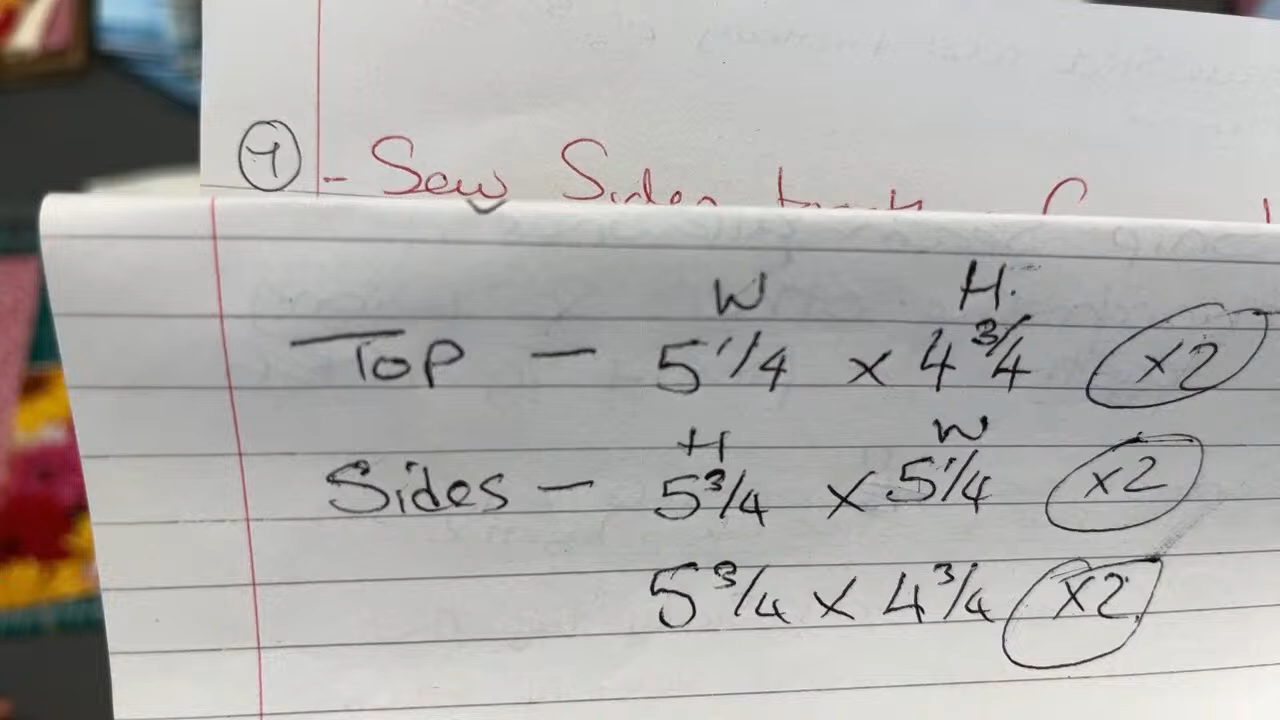 ④ - Sew Sides
W H.
Top - 5 1/4 x 4 3/4 x2
H W
Sides - 5 3/4 x 5 1/4 x2
5 3/4 x 4 3/4 x2